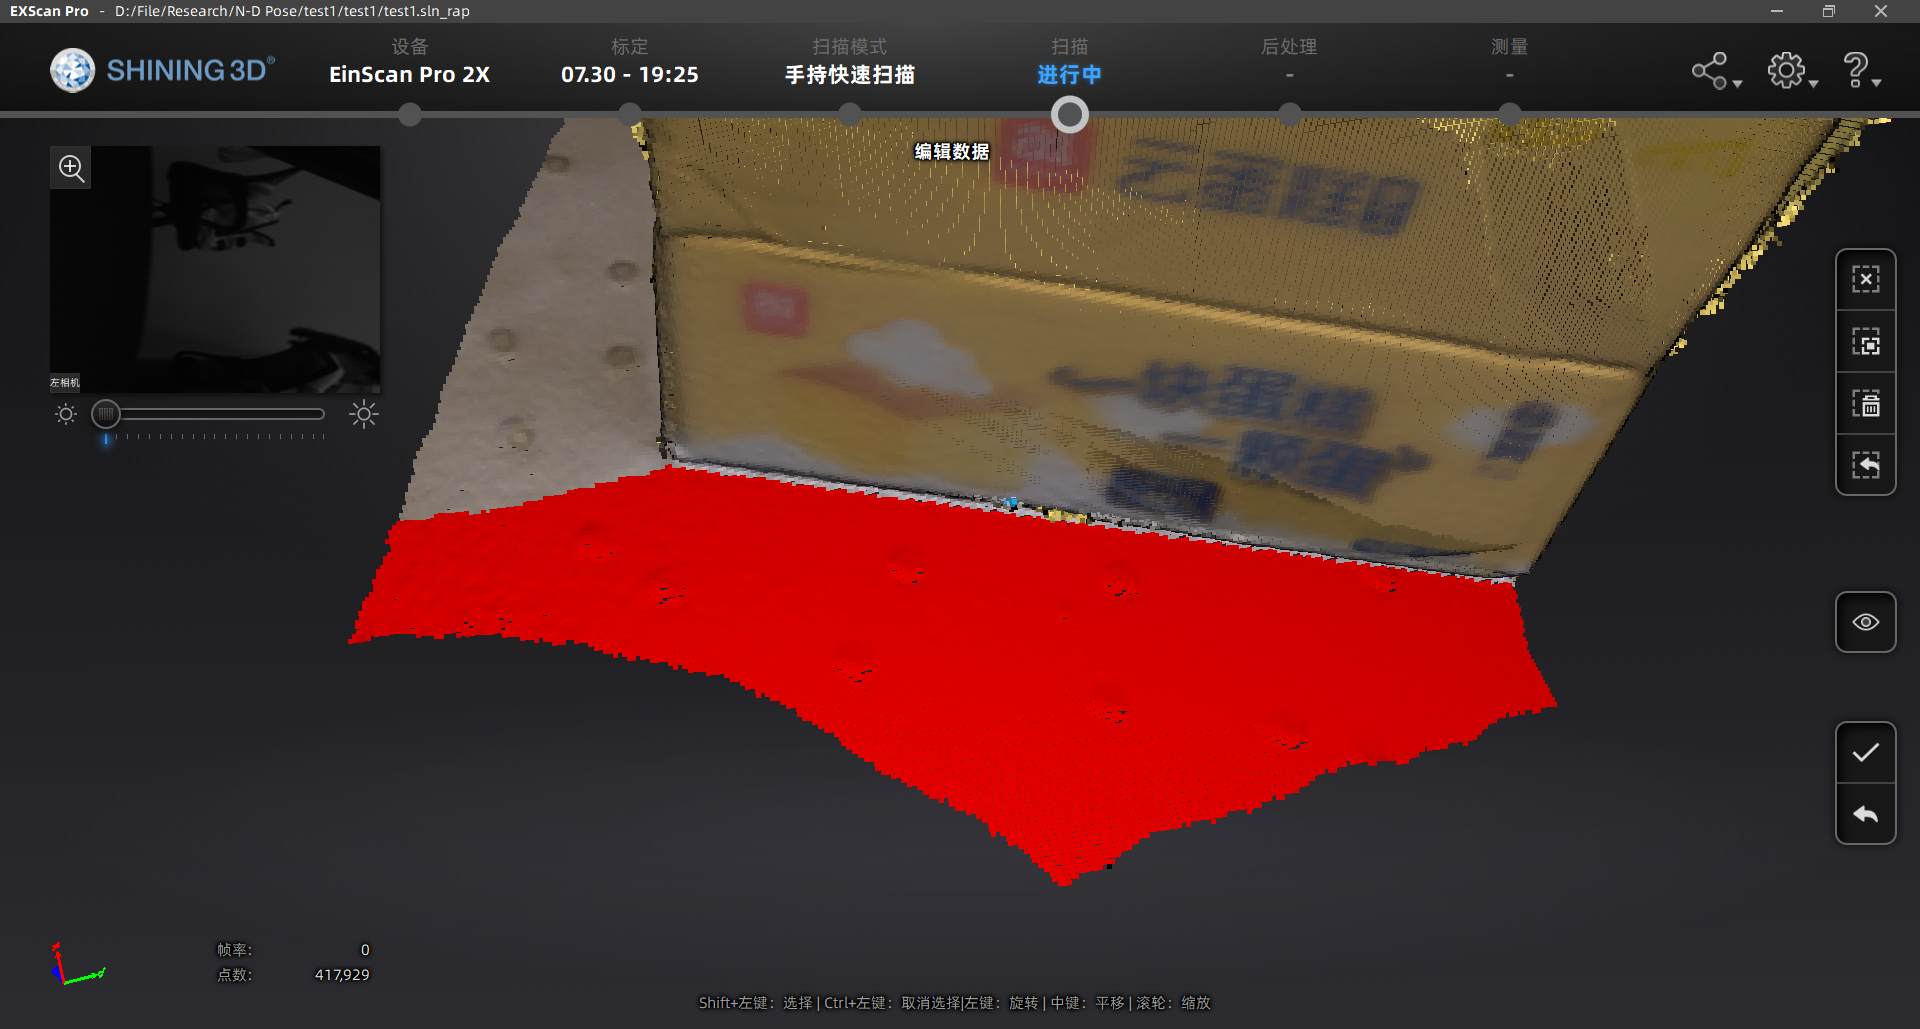 EXScan Pro - D:/File/Research/N-D Pose/test1/test1/test1.sln_rap
SHINING 3D®
设备
EinScan Pro 2X
标定
07.30 - 19:25
扫描模式
手持快速扫描
扫描
进行中
后处理
-
测量
-
编辑数据
左相机
一快蛋糕
一颗蛋
帧率: 0
点数: 417,929
Shift+左键: 选择 | Ctrl+左键: 取消选择|左键: 旋转 | 中键: 平移 | 滚轮: 缩放